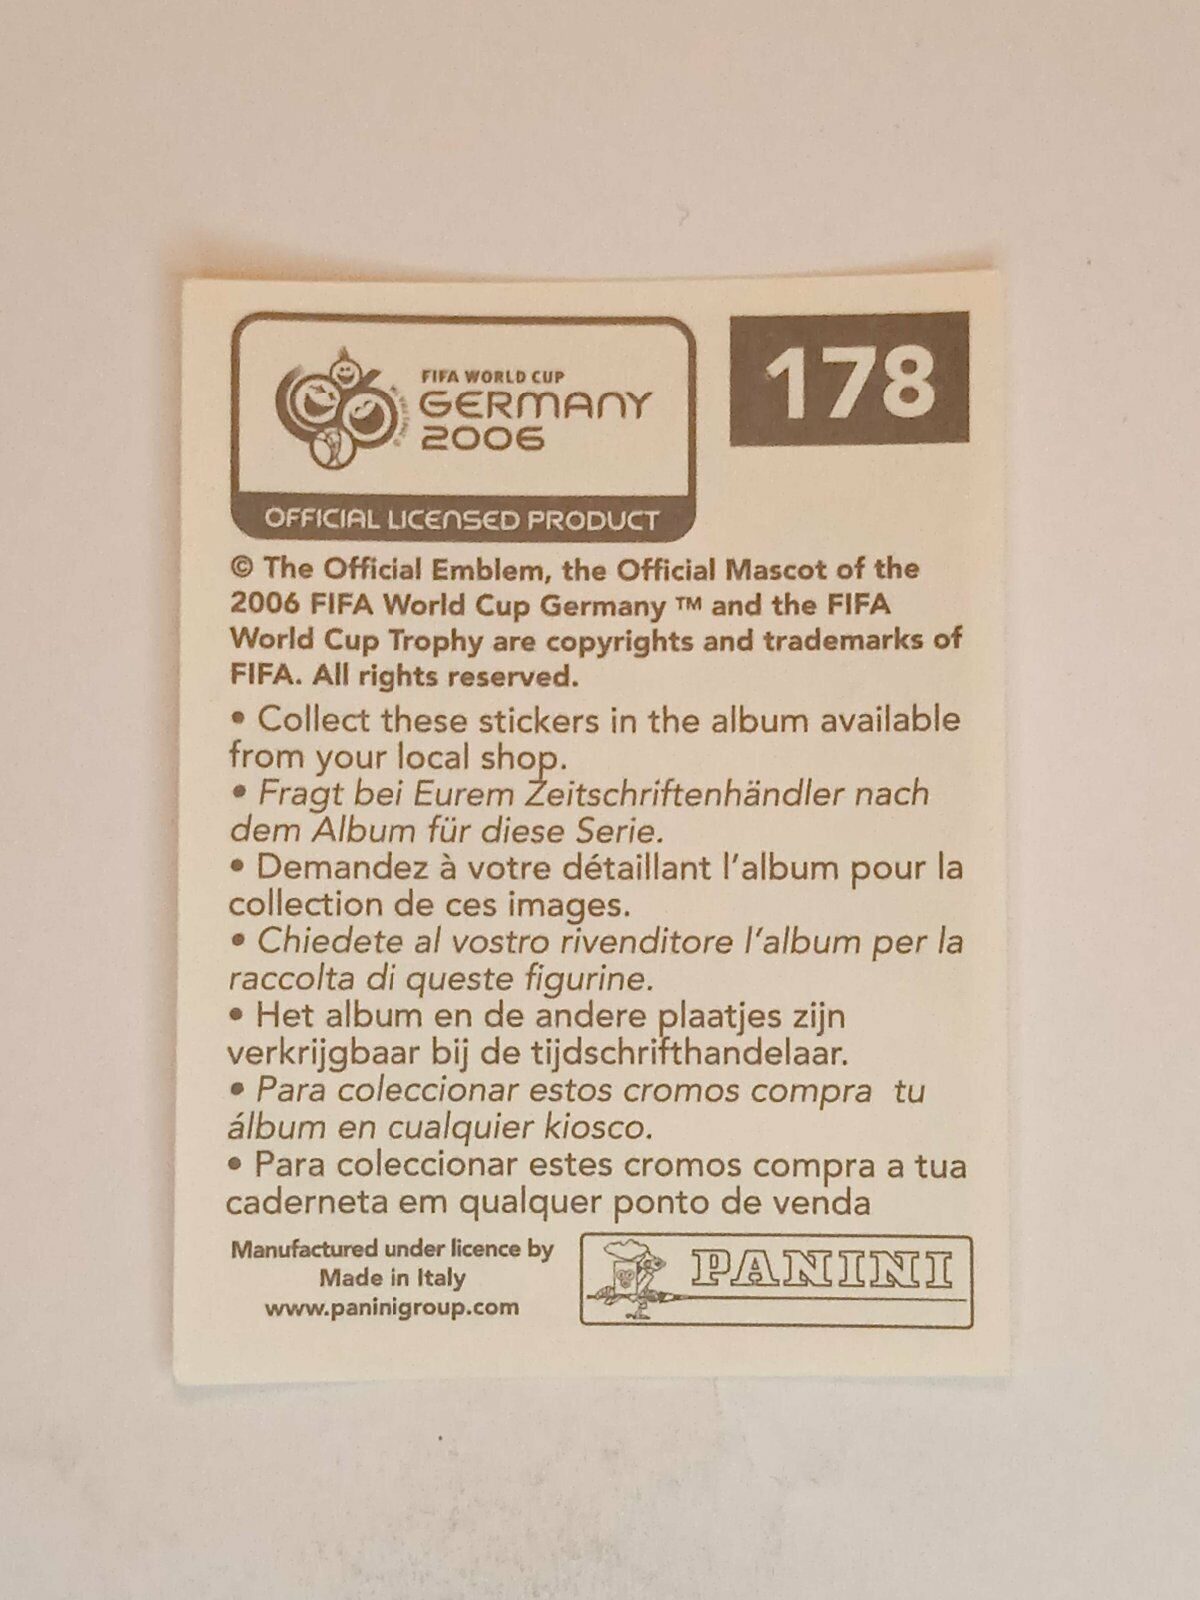 FIFA WORLD CUP
GERMANY
2006
178
OFFICIAL LICENSED PRODUCT
© The Official Emblem, the Official Mascot of the
2006 FIFA World Cup Germany ™ and the FIFA
World Cup Trophy are copyrights and trademarks of
FIFA. All rights reserved.
• Collect these stickers in the album available
from your local shop.
• Fragt bei Eurem Zeitschriftenhändler nach
dem Album für diese Serie.
• Demandez à votre détaillant l'album pour la
collection de ces images.
• Chiedete al vostro rivenditore l'album per la
raccolta di queste figurine.
• Het album en de andere plaatjes zijn
verkrijgbaar bij de tijdschrifthandelaar.
• Para coleccionar estos cromos compra  tu
álbum en cualquier kiosco.
• Para coleccionar estes cromos compra a tua
caderneta em qualquer ponto de venda
Manufactured under licence by
Made in Italy
www.paninigroup.com
PANINI